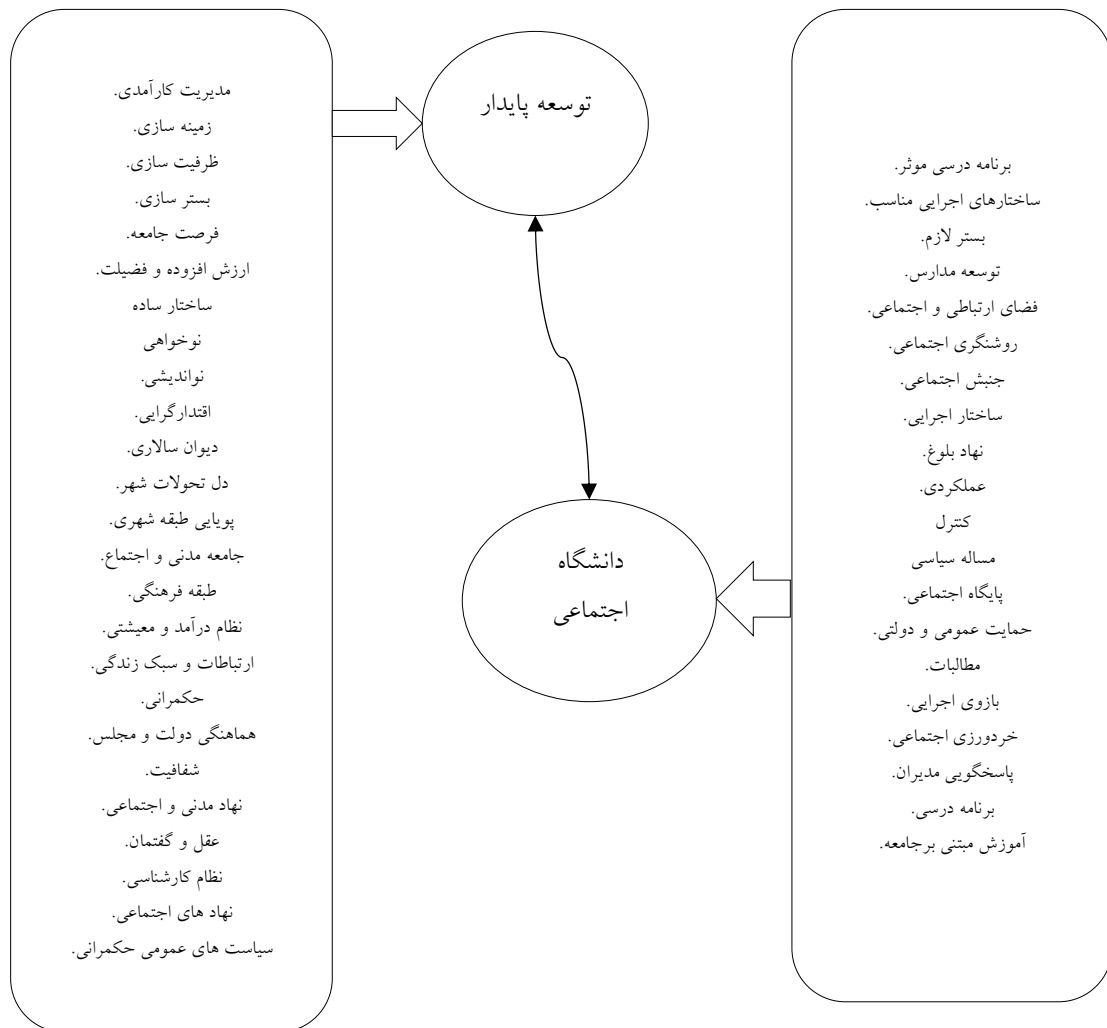 توسعه پایدار
دانشگاه
اجتماعی
برنامه درسی موثر.
ساختارهای اجرایی مناسب.
بستر لازم.
توسعه مدارس.
فضای ارتباطی و اجتماعی.
روشنگری اجتماعی.
جنبش اجتماعی.
ساختار اجرایی.
نهاد بلوغ.
عملکردی.
کنترل
مساله سیاسی
پایگاه اجتماعی.
حمایت عمومی و دولتی.
مطالبات.
بازوی اجرایی.
خردورزی اجتماعی.
پاسخگویی مدیران.
برنامه درسی.
آموزش مبتنی برجامعه.
مدیریت کارآمدی.
زمینه سازی.
ظرفیت سازی.
بستر سازی.
فرصت جامعه.
ارزش افزوده و فضیلت.
ساختار ساده
نوخواهی
نواندیشی.
اقتدارگرایی.
دیوان سالاری.
دل تحولات شهر.
پویایی طبقه شهری.
جامعه مدنی و اجتماع.
طبقه فرهنگی.
نظام درآمد و معیشتی.
ارتباطات و سبک زندگی.
حکمرانی.
هماهنگی دولت و مجلس.
شفافیت.
نهاد مدنی و اجتماعی.
عقل و گفتمان.
نظام کارشناسی.
نهاد های اجتماعی.
سیاست های عمومی حکمرانی.